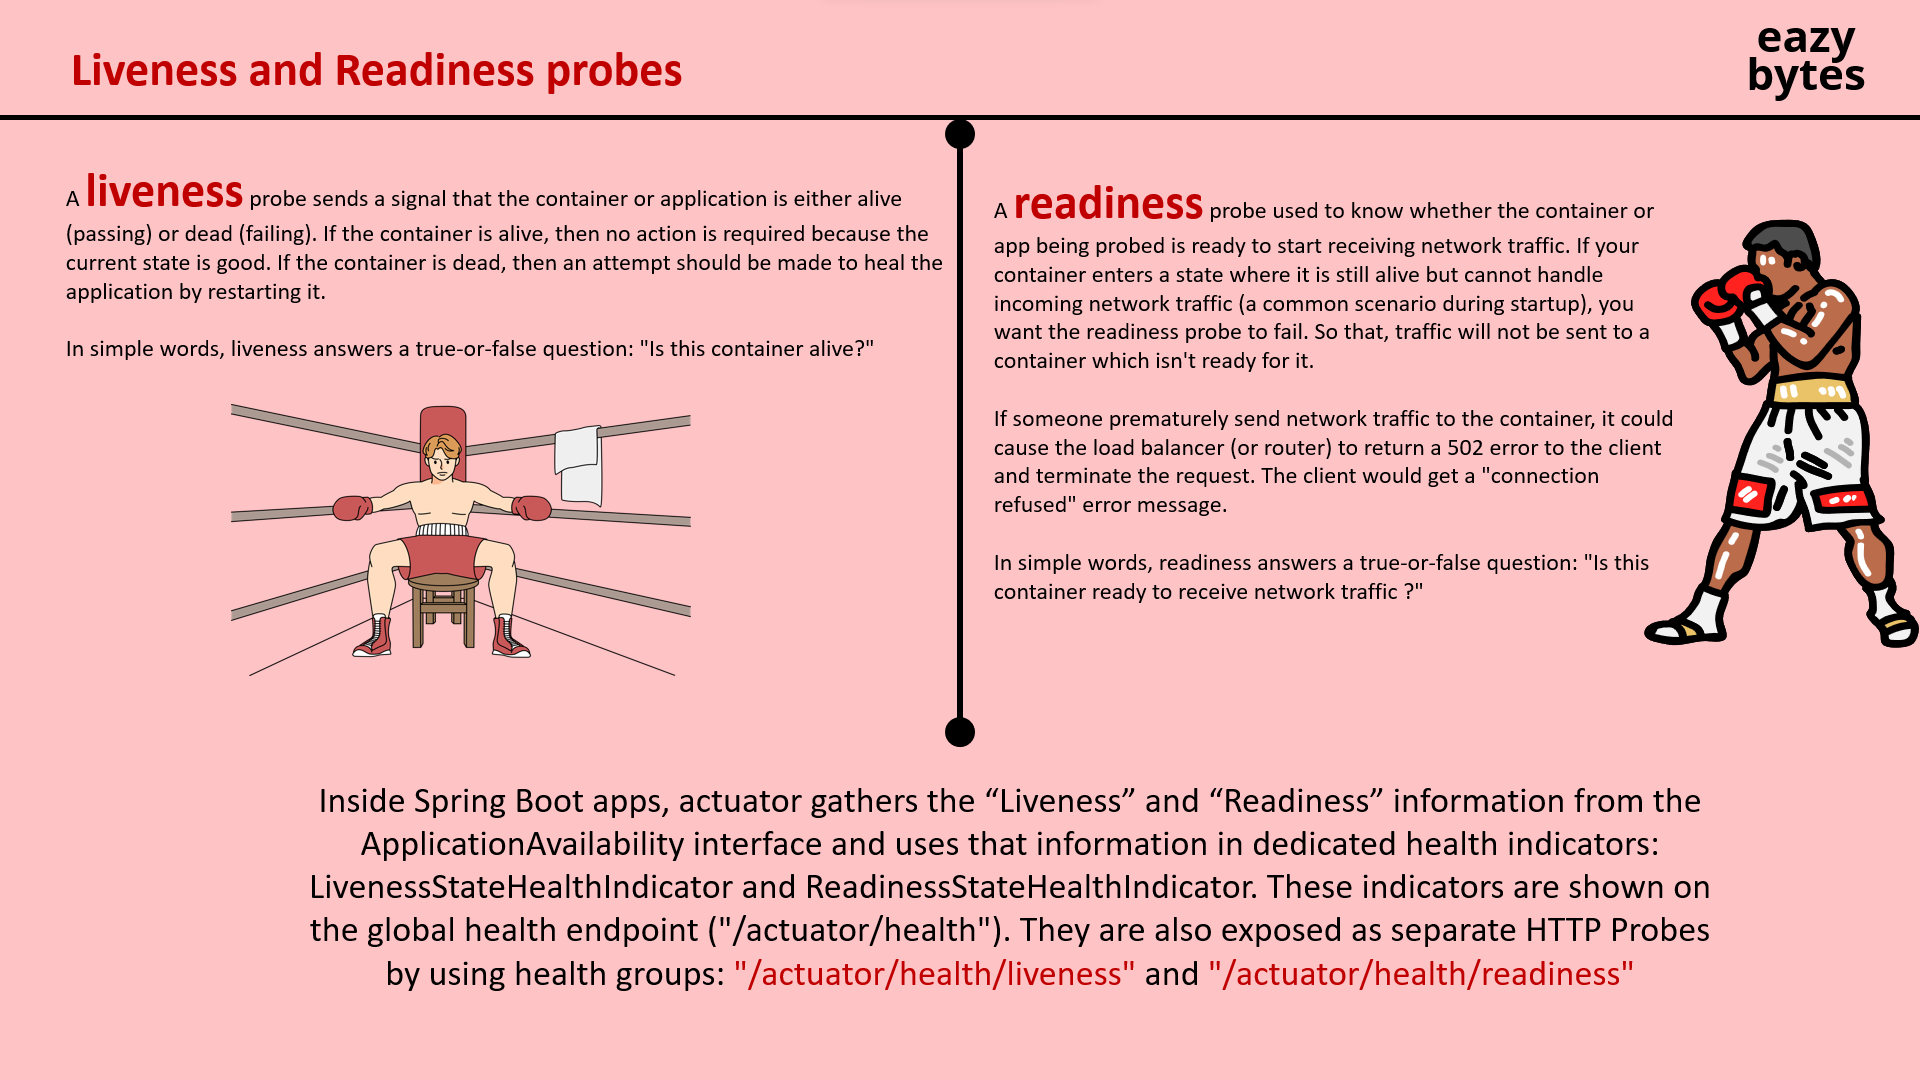 Liveness and Readiness probes
eazy
bytes
A liveness probe sends a signal that the container or application is either alive
(passing) or dead (failing). If the container is alive, then no action is required because the
current state is good. If the container is dead, then an attempt should be made to heal the
application by restarting it.
In simple words, liveness answers a true-or-false question: "Is this container alive?"
A readiness probe used to know whether the container or
app being probed is ready to start receiving network traffic. If your
container enters a state where it is still alive but cannot handle
incoming network traffic (a common scenario during startup), you
want the readiness probe to fail. So that, traffic will not be sent to a
container which isn't ready for it.
If someone prematurely send network traffic to the container, it could
cause the load balancer (or router) to return a 502 error to the client
and terminate the request. The client would get a "connection
refused" error message.
In simple words, readiness answers a true-or-false question: "Is this
container ready to receive network traffic ?"
Inside Spring Boot apps, actuator gathers the “Liveness” and “Readiness” information from the
ApplicationAvailability interface and uses that information in dedicated health indicators:
LivenessStateHealthIndicator and ReadinessStateHealthIndicator. These indicators are shown on
the global health endpoint ("/actuator/health"). They are also exposed as separate HTTP Probes
by using health groups: "/actuator/health/liveness" and "/actuator/health/readiness"